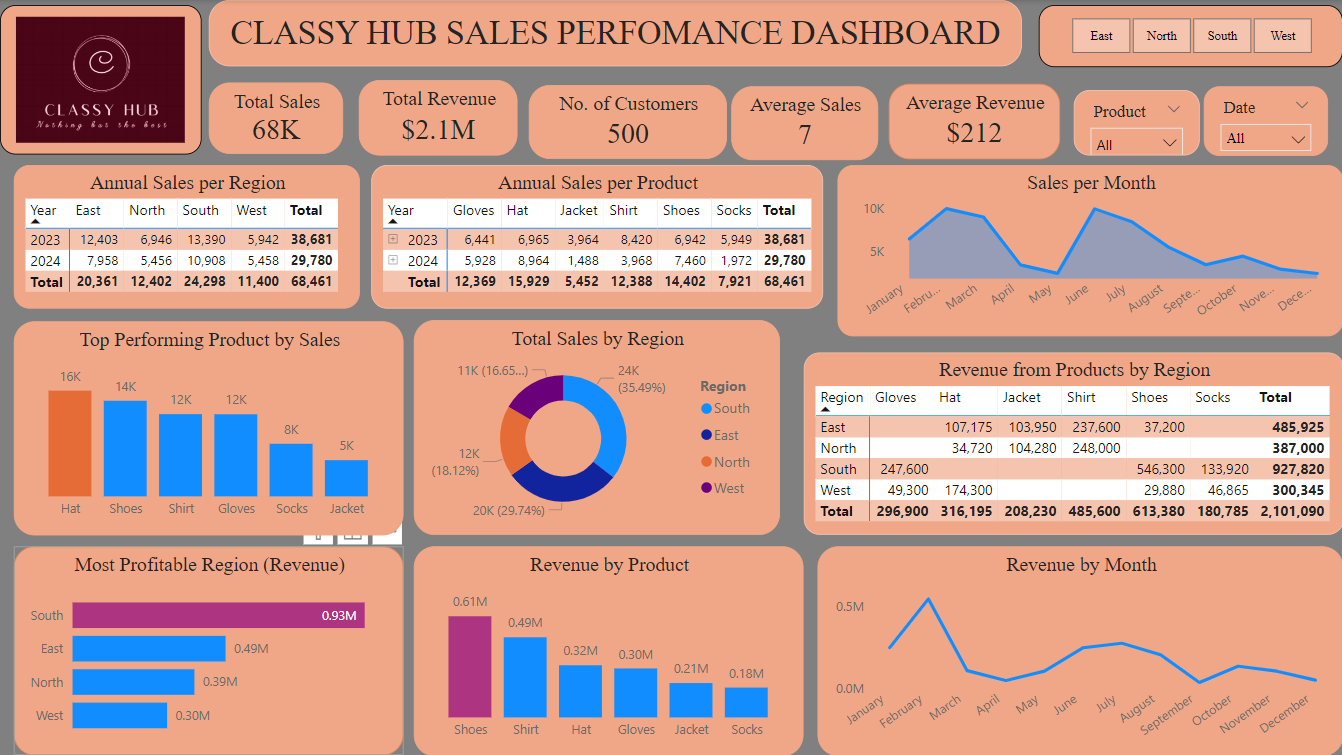 CLASSY HUB
Nothing but the best
CLASSY HUB SALES PERFOMANCE DASHBOARD
East North South West
Total Sales
68K
Total Revenue
$2.1M
No. of Customers
500
Average Sales
7
Average Revenue
$212
Product
All
Date
All
Annual Sales per Region
Year East North South West Total
2023 12,403 6,946 13,390 5,942 38,681
2024 7,958 5,456 10,908 5,458 29,780
Total 20,361 12,402 24,298 11,400 68,461
Annual Sales per Product
Year Gloves Hat Jacket Shirt Shoes Socks Total
2023 6,441 6,965 3,964 8,420 6,942 5,949 38,681
2024 5,928 8,964 1,488 3,968 7,460 1,972 29,780
Total 12,369 15,929 5,452 12,388 14,402 7,921 68,461
Sales per Month
10K
5K
January Febru... March April May June July August Septe... October Nove... Dece...
Top Performing Product by Sales
16K 14K 12K 12K 8K 5K
Hat Shoes Shirt Gloves Socks Jacket
Total Sales by Region
11K (16.65...)
24K
(35.49%)
12K
(18.12%)
20K (29.74%)
Region
South
East
North
West
Revenue from Products by Region
Region Gloves Hat Jacket Shirt Shoes Socks Total
East 107,175 103,950 237,600 37,200 485,925
North 34,720 104,280 248,000 387,000
South 247,600 546,300 133,920 927,820
West 49,300 174,300 29,880 46,865 300,345
Total 296,900 316,195 208,230 485,600 613,380 180,785 2,101,090
Most Profitable Region (Revenue)
South 0.93M
East 0.49M
North 0.39M
West 0.30M
Revenue by Product
0.61M 0.49M 0.32M 0.30M 0.21M 0.18M
Shoes Shirt Hat Gloves Jacket Socks
Revenue by Month
0.5M
0.0M
January February March April May June July August September October November December